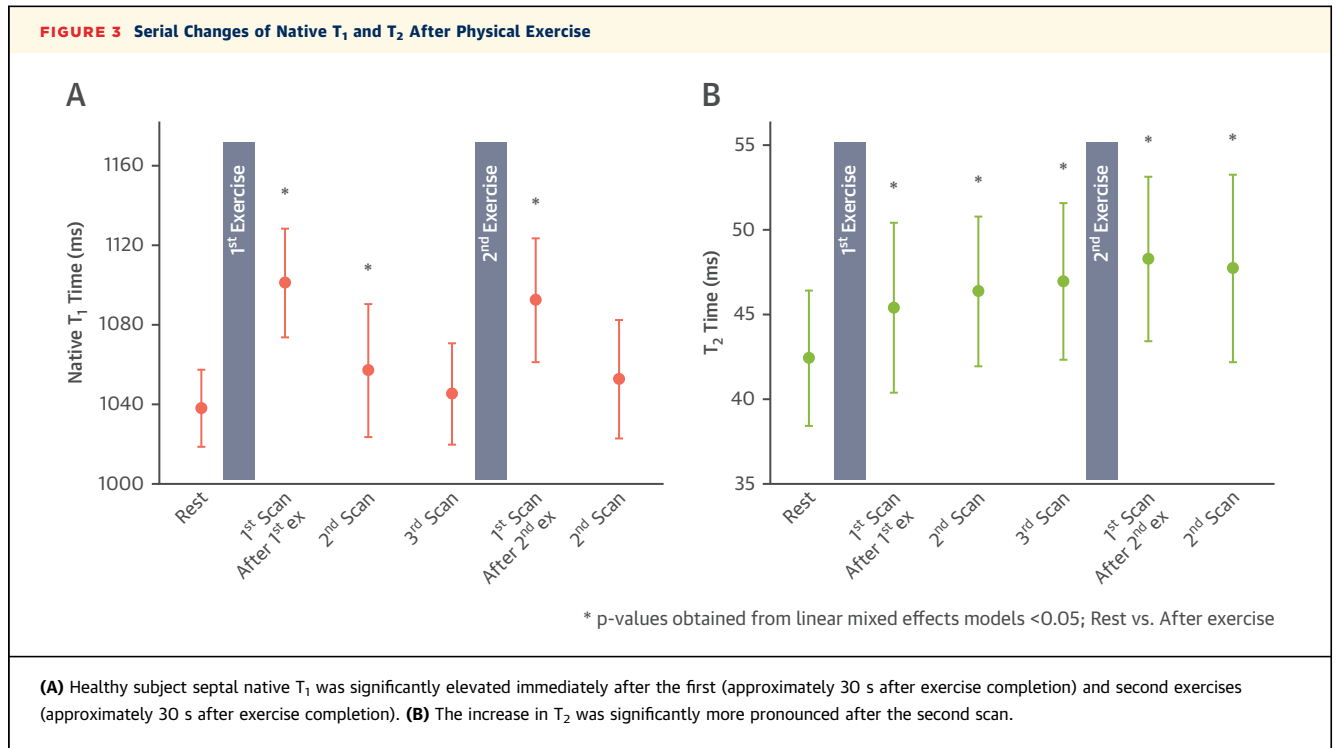 FIGURE 3 Serial Changes of Native T₁ and T₂ After Physical Exercise
A
Native T₁ Time (ms)
1160
1120
1080
1040
1000
1ˢᵗ Exercise
2ⁿᵈ Exercise
*
*
*
Rest
1ˢᵗ Scan
After 1ˢᵗ ex
2ⁿᵈ Scan
3ʳᵈ Scan
1ˢᵗ Scan
After 2ⁿᵈ ex
2ⁿᵈ Scan
B
T₂ Time (ms)
55
50
45
40
35
1ˢᵗ Exercise
2ⁿᵈ Exercise
*
*
*
*
*
Rest
1ˢᵗ Scan
After 1ˢᵗ ex
2ⁿᵈ Scan
3ʳᵈ Scan
1ˢᵗ Scan
After 2ⁿᵈ ex
2ⁿᵈ Scan
* p-values obtained from linear mixed effects models <0.05; Rest vs. After exercise
(A) Healthy subject septal native T₁ was significantly elevated immediately after the first (approximately 30 s after exercise completion) and second exercises
(approximately 30 s after exercise completion). (B) The increase in T₂ was significantly more pronounced after the second scan.